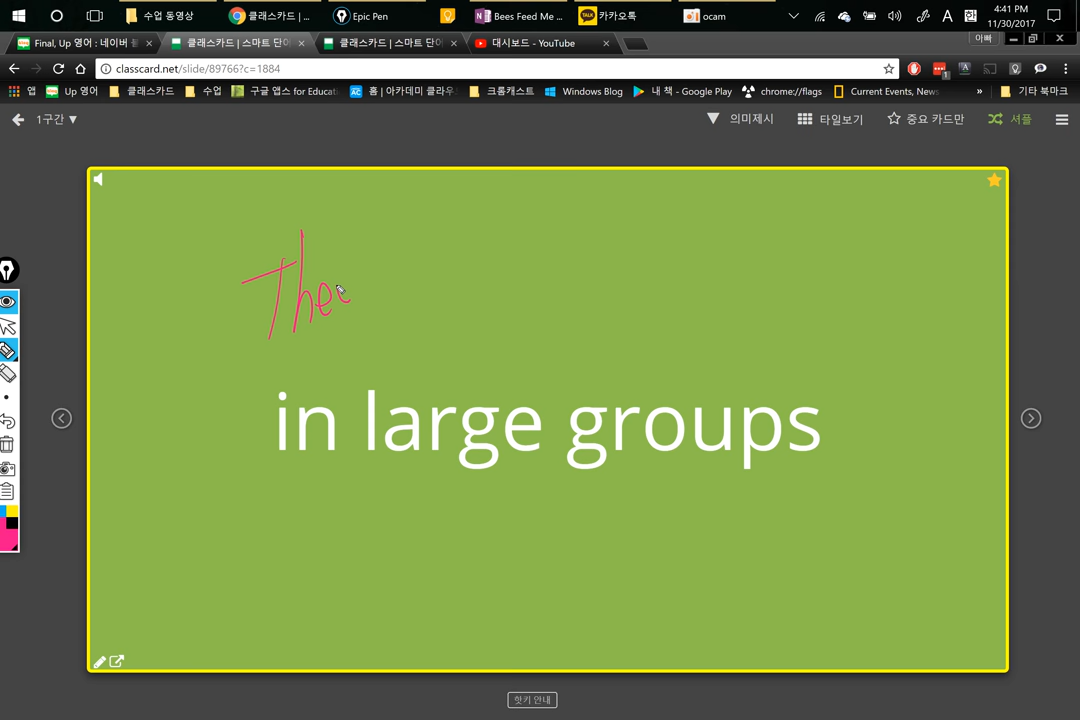 수업 동영상
클래스카드 | ...
Epic Pen
Bees Feed Me ...
TALK
카카오톡
ocam
A
한
4:41 PM
11/30/2017
Final, Up 영어 : 네이버 블
클래스카드 | 스마트 단어
클래스카드 | 스마트 단어
대시보드 - YouTube
아빠
classcard.net/slide/89766?c=1884
앱
Up 영어
클래스카드
수업
구글 앱스 for Educati
홈 | 아카데미 클라우
크롬캐스트
Windows Blog
내 책 - Google Play
chrome://flags
Current Events, News
»
기타 북마크
1구간 ▼
의미제시
타일보기
중요 카드만
셔플
The
in large groups
핫키 안내